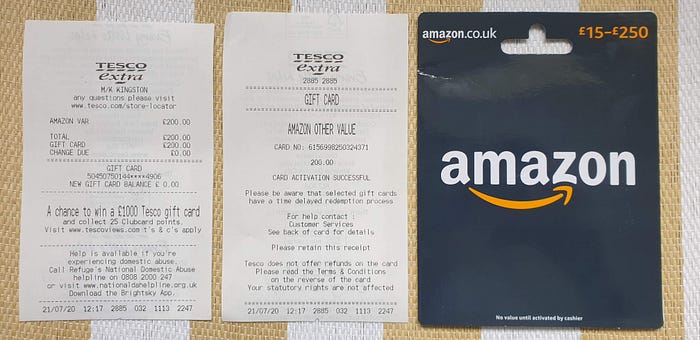 TESCO
extra
M/K KINGSTON
any questions please visit
www.tesco.com/store-locator
AMAZON VAR £200.00
TOTAL £200.00
GIFT CARD £200.00
CHANGE DUE £0.00
GIFT CARD
50450750144****4906
NEW GIFT CARD BALANCE £ 0.00
A chance to win a £1000 Tesco gift card
and collect 25 Clubcard points.
Visit www.tescoviews.com t's & c's apply
Help is available if you're
experiencing domestic abuse.
Call Refuge's National Domestic Abuse
helpline on 0808 2000 247
or visit www.nationaldahelpline.org.uk
Download the Brightsky App.
21/07/20 12:17 2885 032 1113 2247
TESCO
extra
2885 2885
GIFT CARD
AMAZON OTHER VALUE
CARD NO: 6156998250324371
200.00
CARD ACTIVATION SUCCESSFUL
Please be aware that selected gift cards
have a time delayed redemption process
For help contact :
Customer Services
See back of card for details
Please retain this receipt
Tesco does not offer refunds on the card
Please read the Terms & Conditions
on the reverse of the card
Your statutory rights are not affected
21/07/20 12:17 2885 032 1113 2247
amazon.co.uk
£15-£250
amazon
No value until activated by cashier